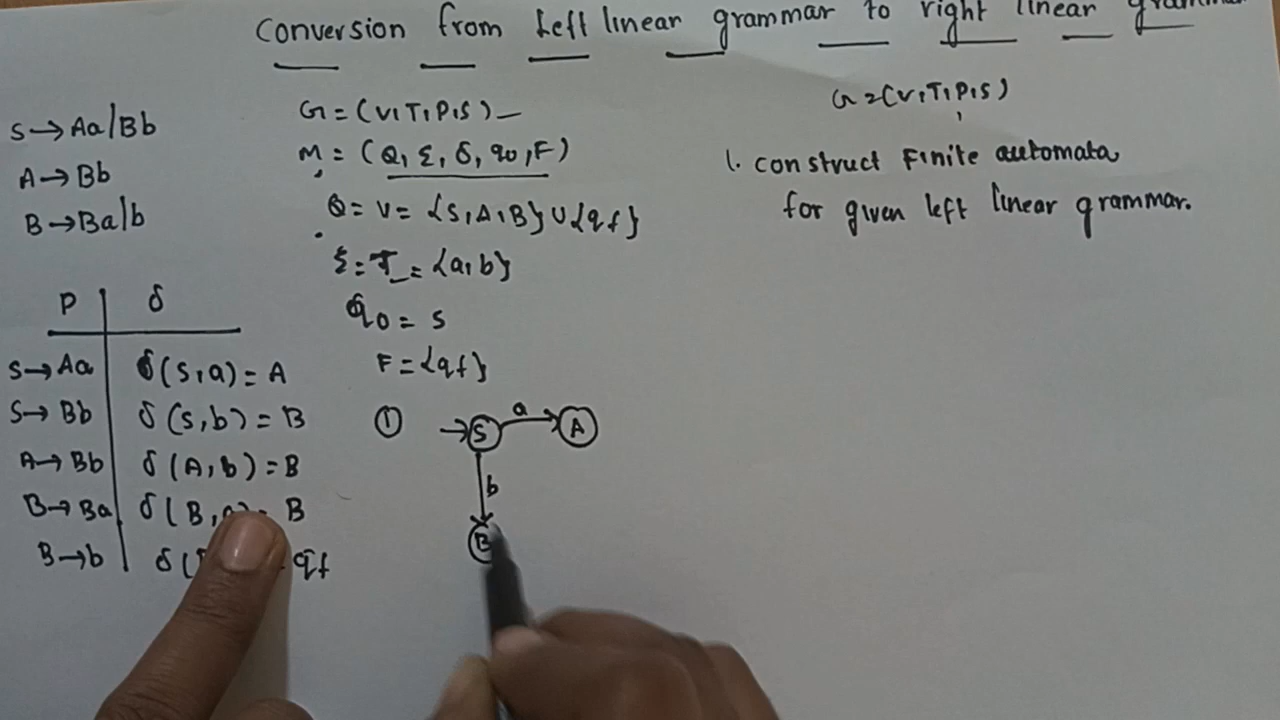 Conversion from Left linear grammar to right linear grammar
S→Aa/Bb
A→Bb
B→Ba/b
G=(V,T,P,S)
M=(Q,Σ,δ,q0,F)
Q=V={S,A,B}∪{qf}
Σ=T={a,b}
q0=S
F={qf}
P δ
S→Aa δ(S,a)=A
S→Bb δ(S,b)=B
A→Bb δ(A,b)=B
B→Ba δ(B, = B
B→b δ( qf
① →S a A
b
B
G=(V,T,P,S)
1. construct Finite automata
for given left linear grammar.